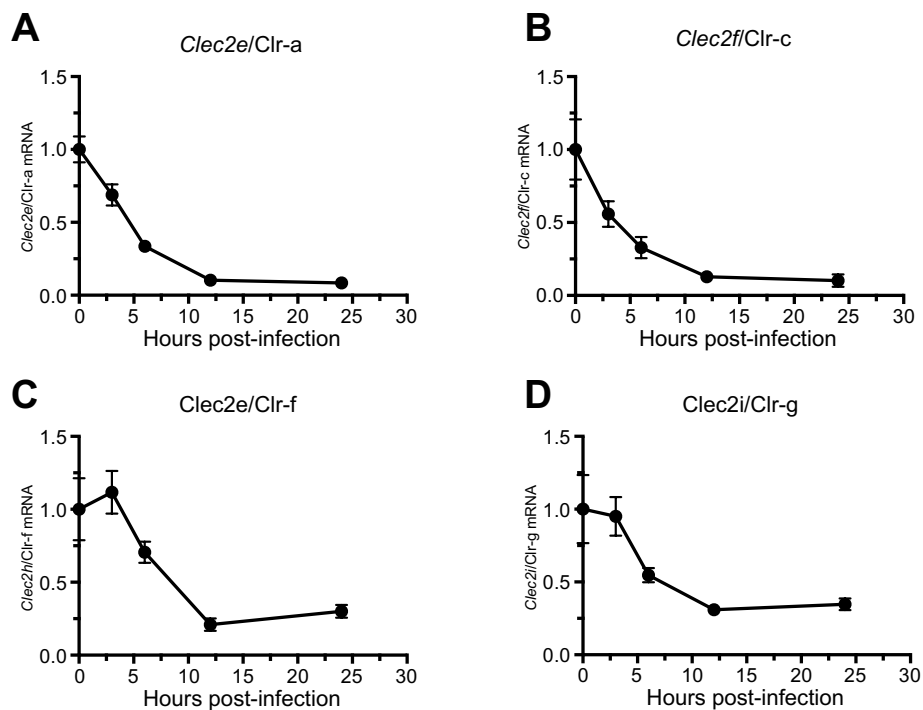 A
Clec2e/Clr-a
1.5
1.0
0.5
0.0
Clec2e/Clr-a mRNA
0 5 10 15 20 25 30
Hours post-infection
B
Clec2f/Clr-c
1.5
1.0
0.5
0.0
Clec2f/Clr-c mRNA
0 5 10 15 20 25 30
Hours post-infection
C
Clec2e/Clr-f
1.5
1.0
0.5
0.0
Clec2h/Clr-f mRNA
0 5 10 15 20 25 30
Hours post-infection
D
Clec2i/Clr-g
1.5
1.0
0.5
0.0
Clec2i/Clr-g mRNA
0 5 10 15 20 25 30
Hours post-infection